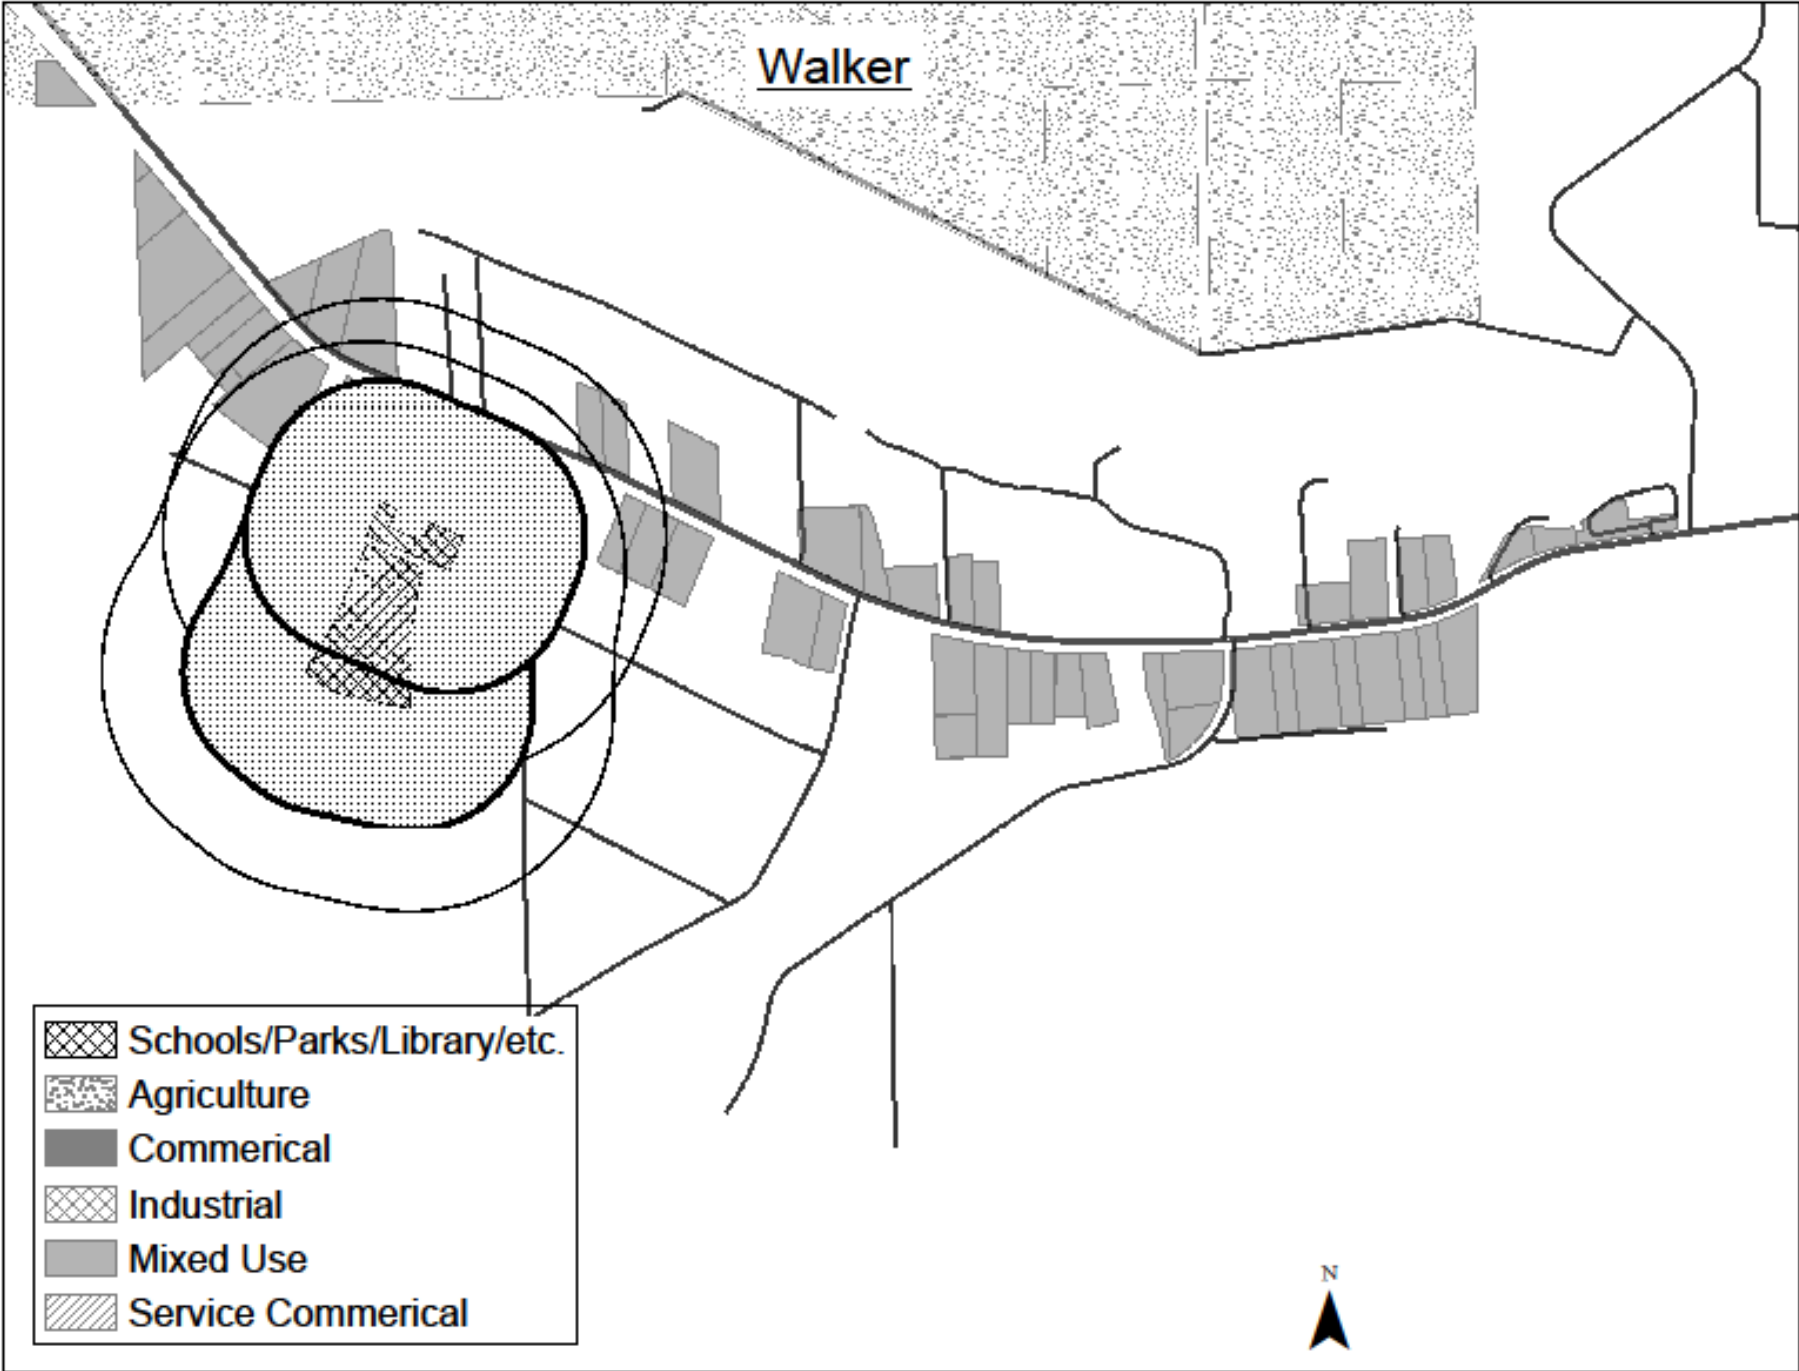 Walker
Schools/Parks/Library/etc.
Agriculture
Commerical
Industrial
Mixed Use
Service Commerical
N